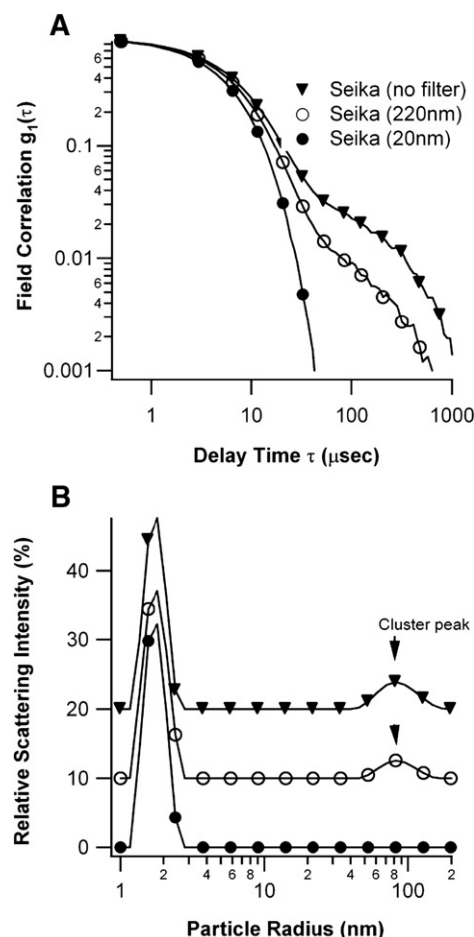 A
Field Correlation g1(τ)
6
4
2
0.1
6
4
2
0.01
6
4
2
0.001
Seika (no filter)
Seika (220nm)
Seika (20nm)
1 10 100 1000
Delay Time τ (μsec)
B
Relative Scattering Intensity (%)
40
30
20
10
0
Cluster peak
1 2 4 6 8 10 2 4 6 8 100 2
Particle Radius (nm)